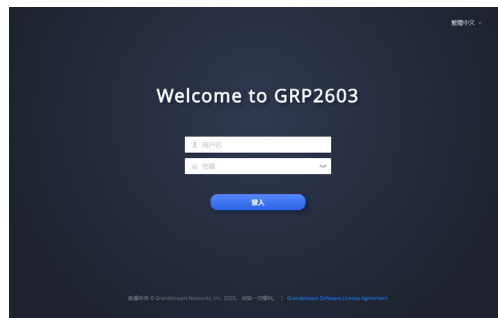 繁體中文
Welcome to GRP2603
用戶名
密碼
登入
版權所有 © Grandstream Networks, Inc. 2020。 保留一切權利。 | Grandstream Software License Agreement